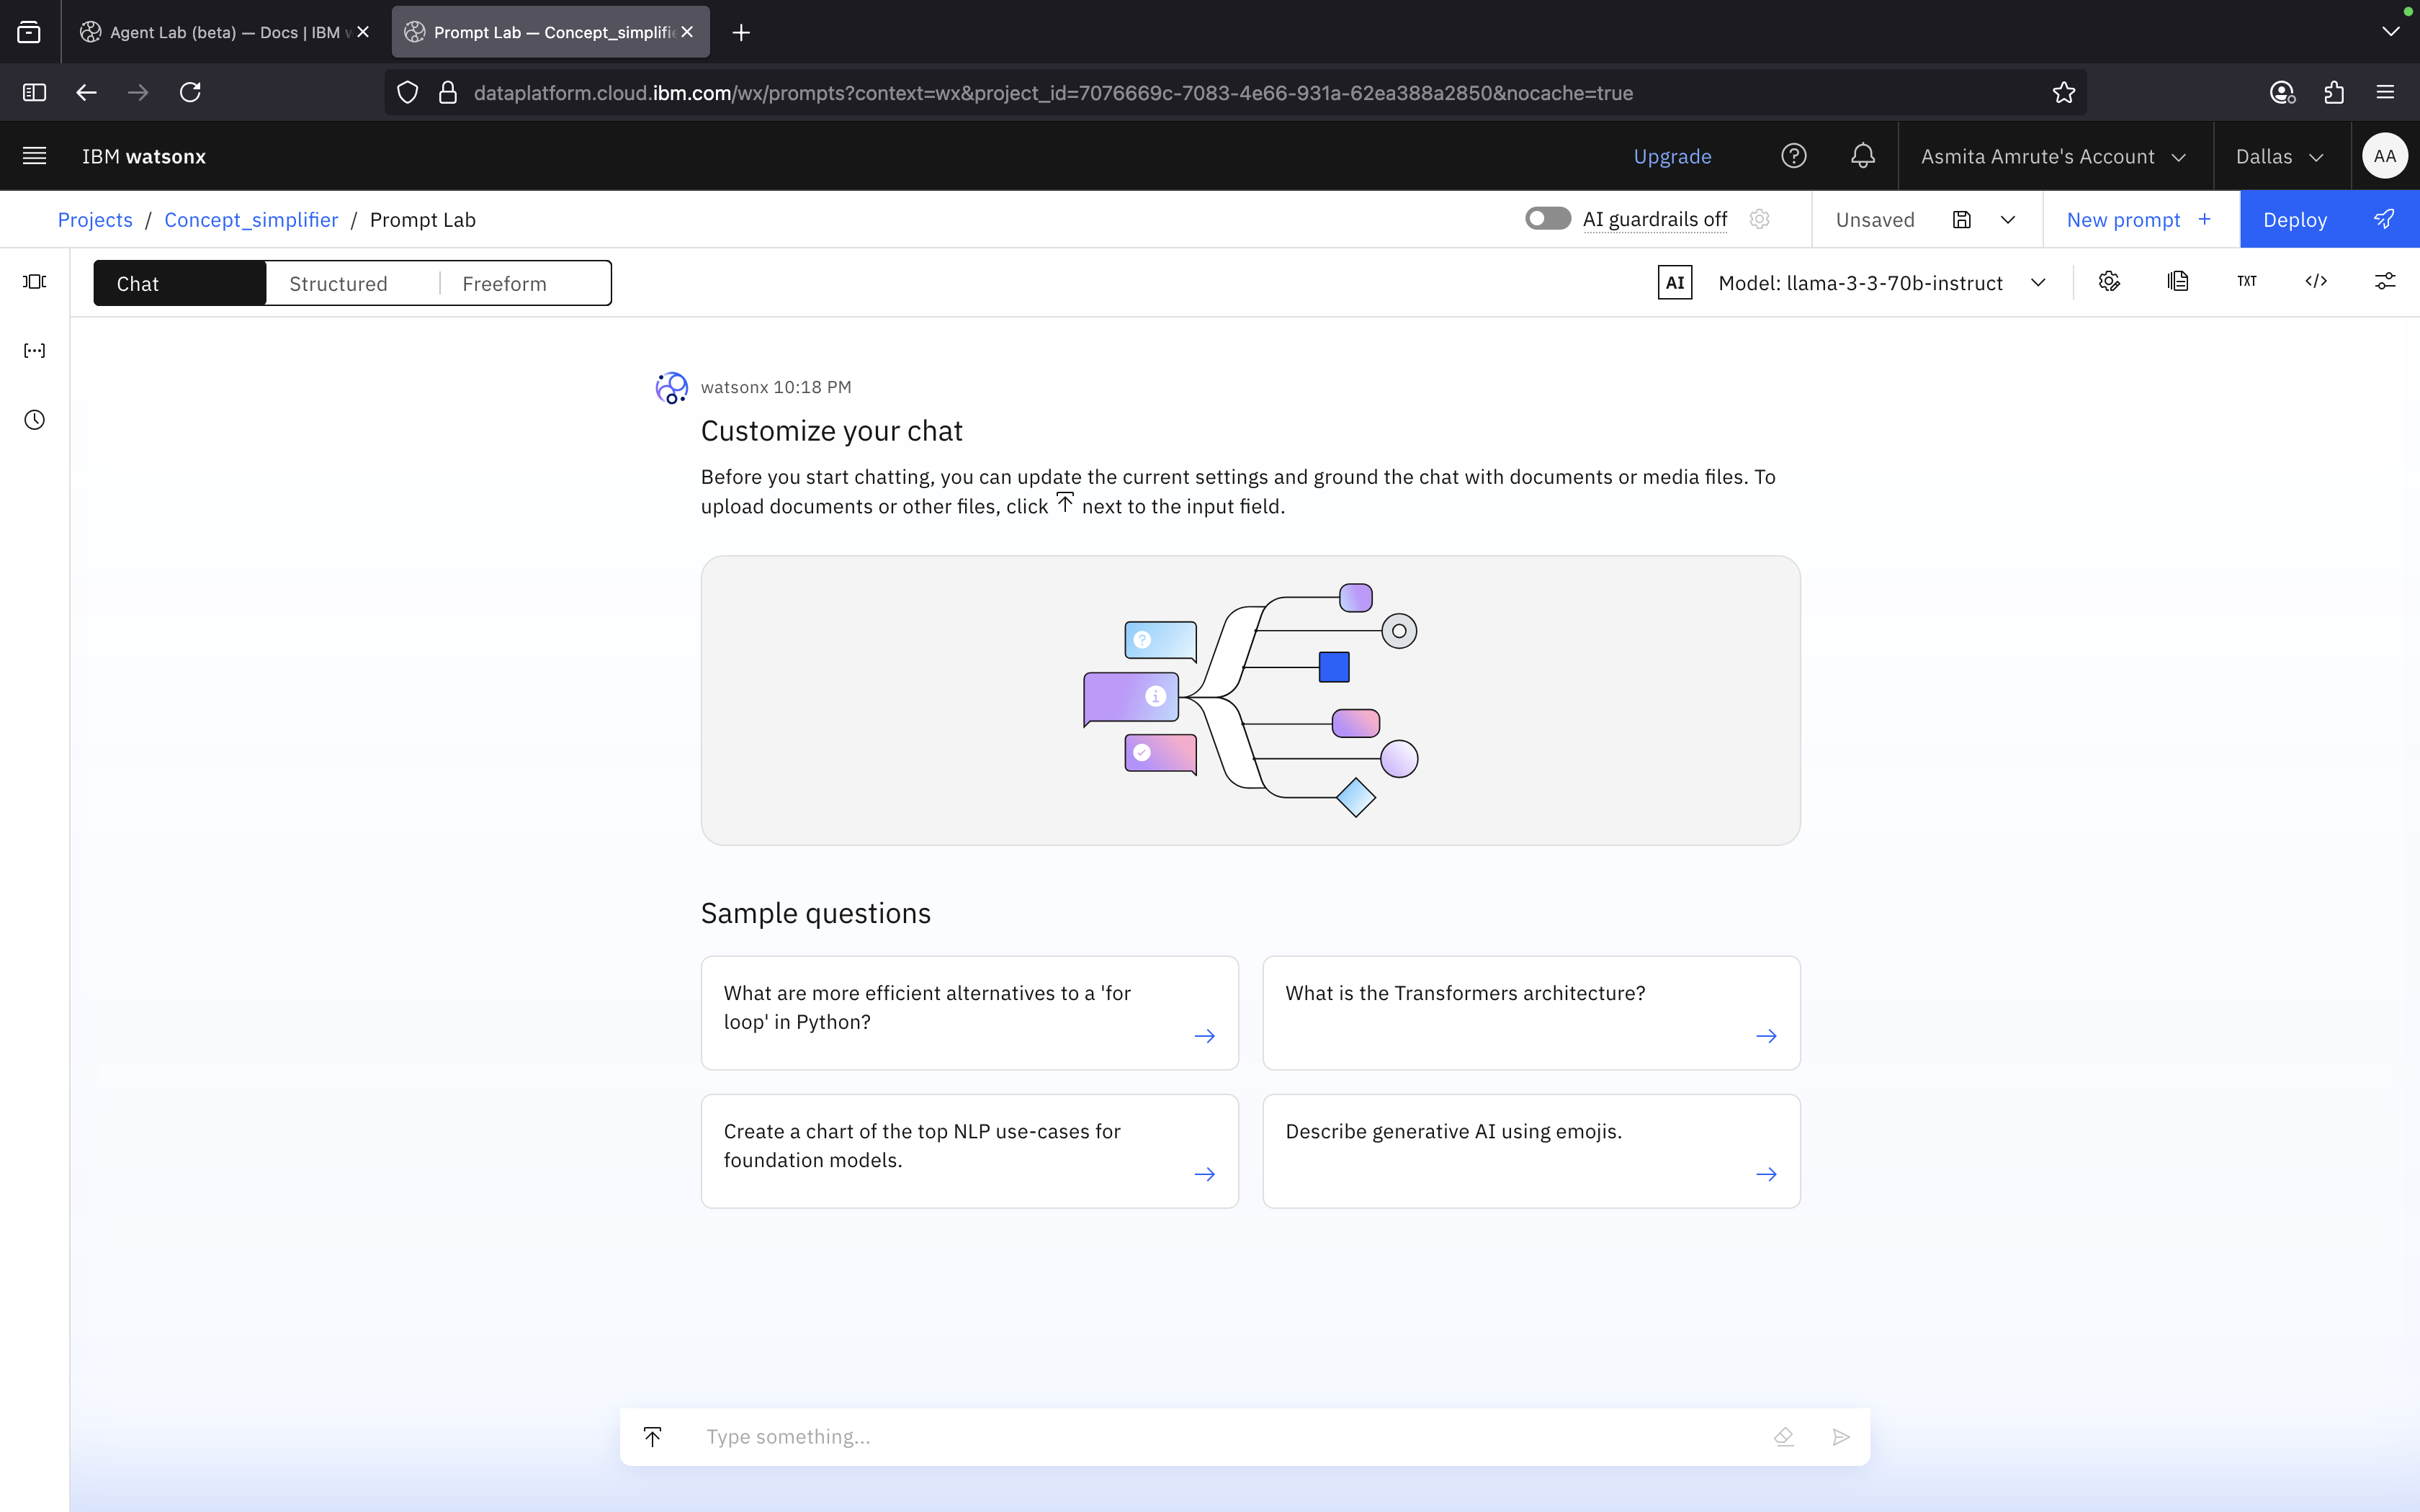 Agent Lab (beta) — Docs | IBM w
Prompt Lab — Concept_simplifi
dataplatform.cloud.ibm.com/wx/prompts?context=wx&project_id=7076669c-7083-4e66-931a-62ea388a2850&nocache=true
IBM watsonx
Upgrade
Asmita Amrute's Account
Dallas
AA
Projects / Concept_simplifier / Prompt Lab
AI guardrails off
Unsaved
New prompt +
Deploy
Chat
Structured
Freeform
AI
Model: llama-3-3-70b-instruct
TXT
watsonx 10:18 PM
Customize your chat
Before you start chatting, you can update the current settings and ground the chat with documents or media files. To
upload documents or other files, click next to the input field.
Sample questions
What are more efficient alternatives to a 'for
loop' in Python?
What is the Transformers architecture?
Create a chart of the top NLP use-cases for
foundation models.
Describe generative AI using emojis.
Type something...